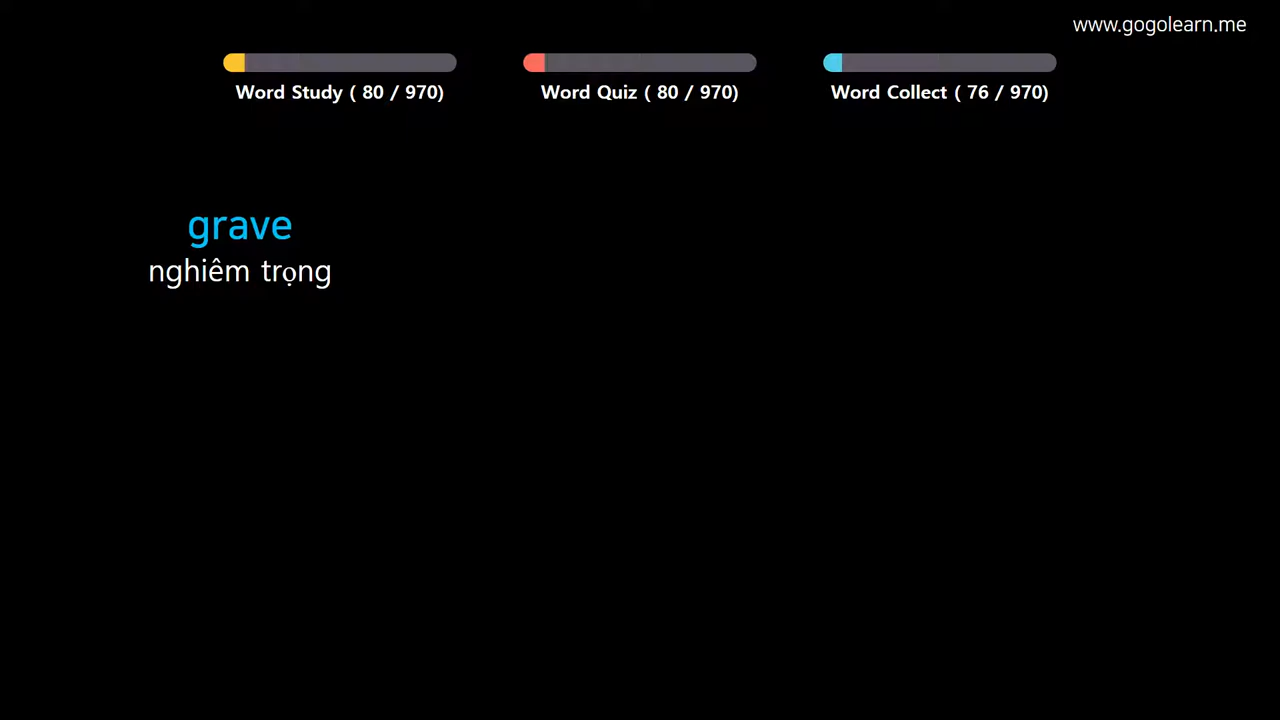 www.gogolearn.me
Word Study ( 80 / 970)
Word Quiz ( 80 / 970)
Word Collect ( 76 / 970)
grave
nghiêm trọng